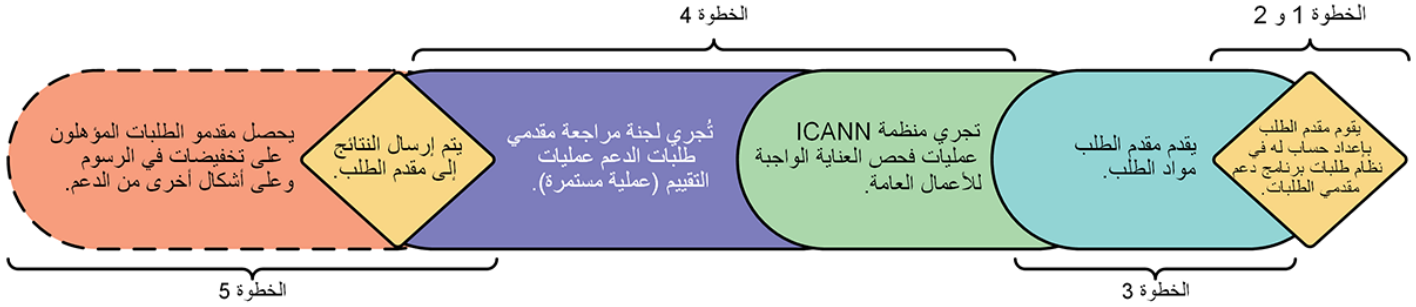 الخطوة 1 و 2
يقوم مقدم الطلب
بإعداد حساب له في
نظام طلبات برنامج دعم
مقدمي الطلبات.
يقدم مقدم الطلب
مواد الطلب.
الخطوة 3
الخطوة 4
تجري منظمة ICANN
عمليات فحص العناية الواجبة
للأعمال العامة.
تُجري لجنة مراجعة مقدمي
طلبات الدعم عمليات
التقييم (عملية مستمرة).
يتم إرسال النتائج
إلى مقدم الطلب.
يحصل مقدمو الطلبات المؤهلون
على تخفيضات في الرسوم
وعلى أشكال أخرى من الدعم.
الخطوة 5